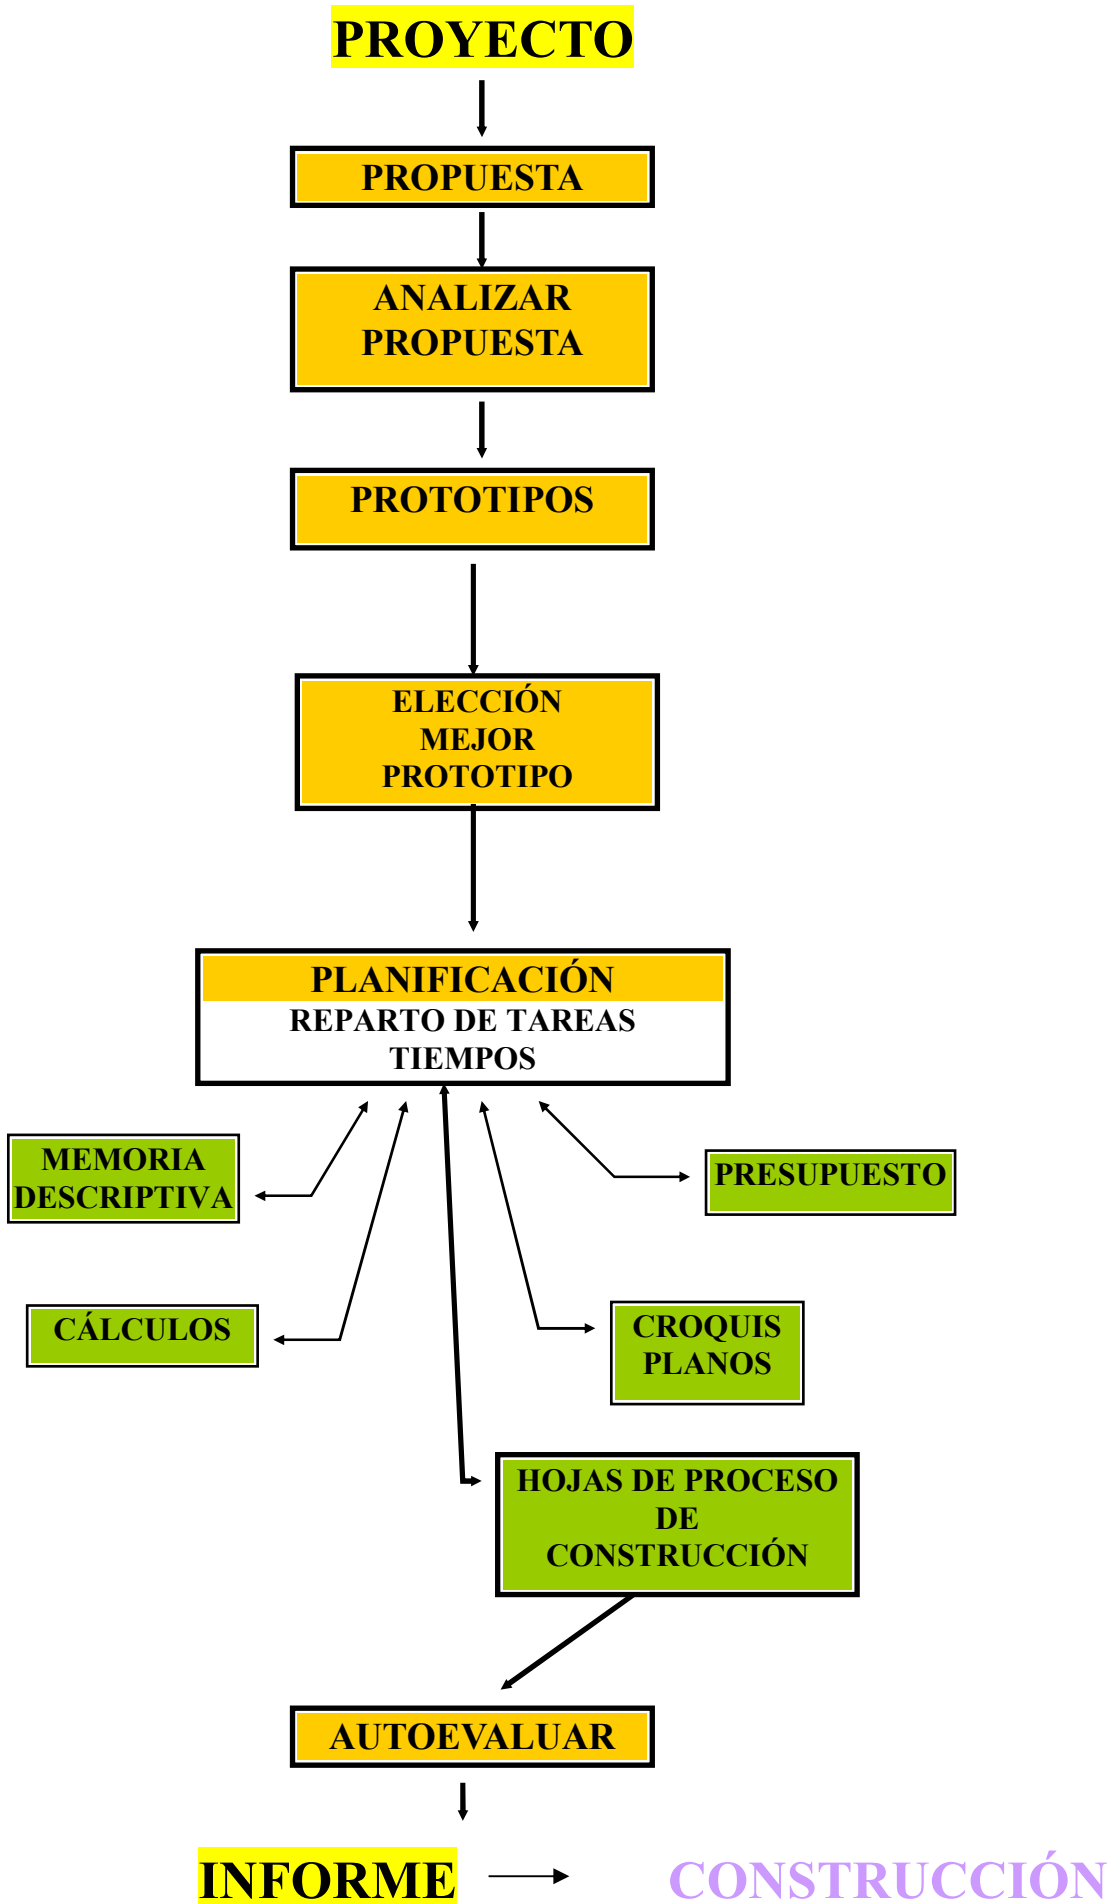 PROYECTO
PROPUESTA
ANALIZAR
PROPUESTA
PROTOTIPOS
ELECCIÓN
MEJOR
PROTOTIPO
PLANIFICACIÓN
REPARTO DE TAREAS
TIEMPOS
MEMORIA
DESCRIPTIVA
PRESUPUESTO
CÁLCULOS
CROQUIS
PLANOS
HOJAS DE PROCESO
DE
CONSTRUCCIÓN
AUTOEVALUAR
INFORME
CONSTRUCCIÓN